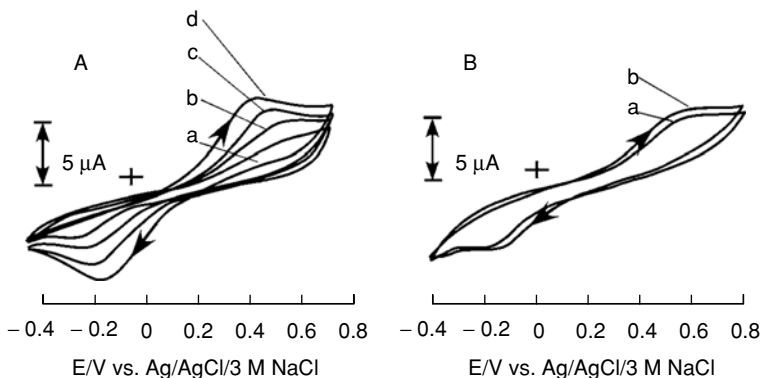 A
d
c
b
a
5 μA
− 0.4 − 0.2 0 0.2 0.4 0.6 0.8
E/V vs. Ag/AgCl/3 M NaCl
B
b
a
5 μA
− 0.4 − 0.2 0 0.2 0.4 0.6 0.8
E/V vs. Ag/AgCl/3 M NaCl